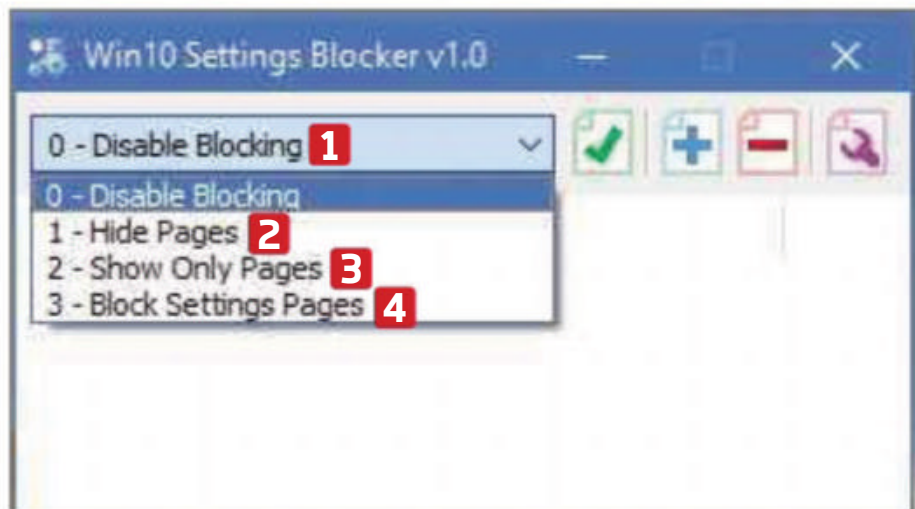 Win10 Settings Blocker v1.0
0 - Disable Blocking 1
0 - Disable Blocking
1 - Hide Pages 2
2 - Show Only Pages 3
3 - Block Settings Pages 4